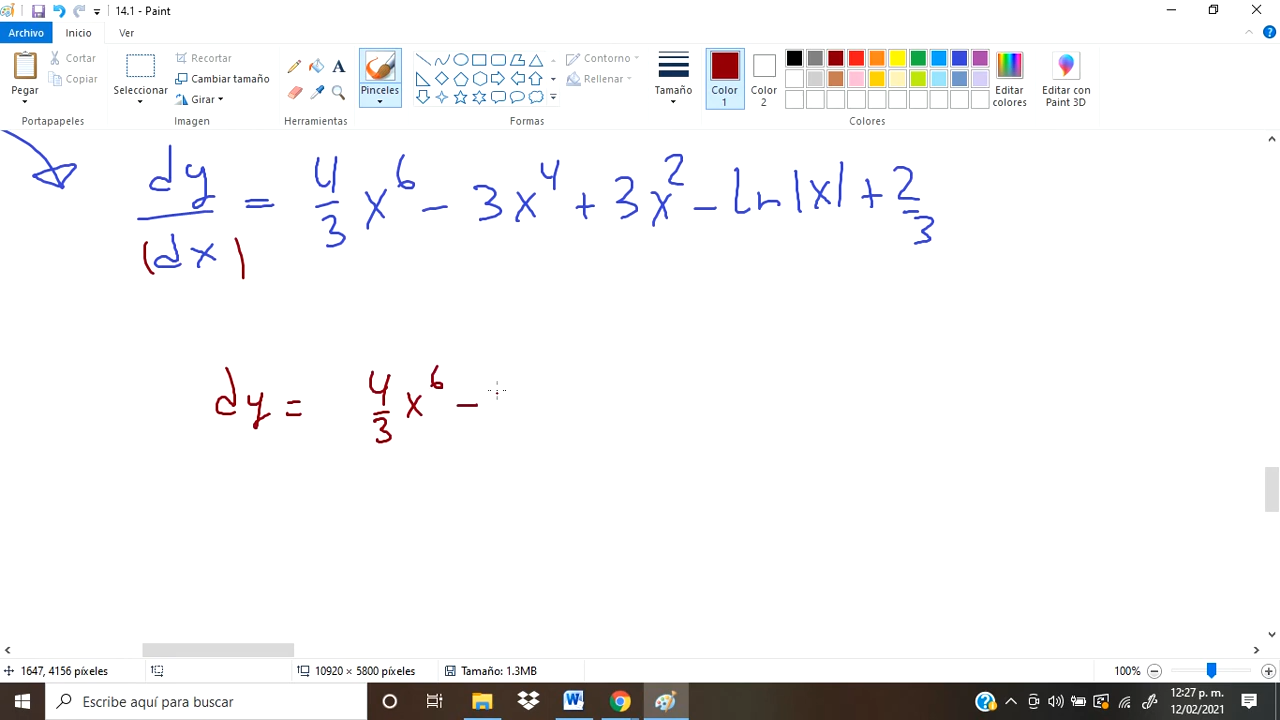 14.1 - Paint
Archivo Inicio Ver
Pegar
Cortar
Copiar
Portapapeles
Seleccionar
Recortar
Cambiar tamaño
Girar
Imagen
A
Herramientas
Pinceles
Contorno
Rellenar
Formas
Tamaño
Color 1
Color 2
Editar colores
Editar con Paint 3D
Colores
dy/(dx) = 4/3 x^6 - 3x^4 + 3x^2 - ln|x| + 2/3
dy = 4/3 x^6 -
1647, 4156 píxeles
10920 × 5800 píxeles
Tamaño: 1.3MB
100%
Escribe aquí para buscar
12:27 p. m.
12/02/2021